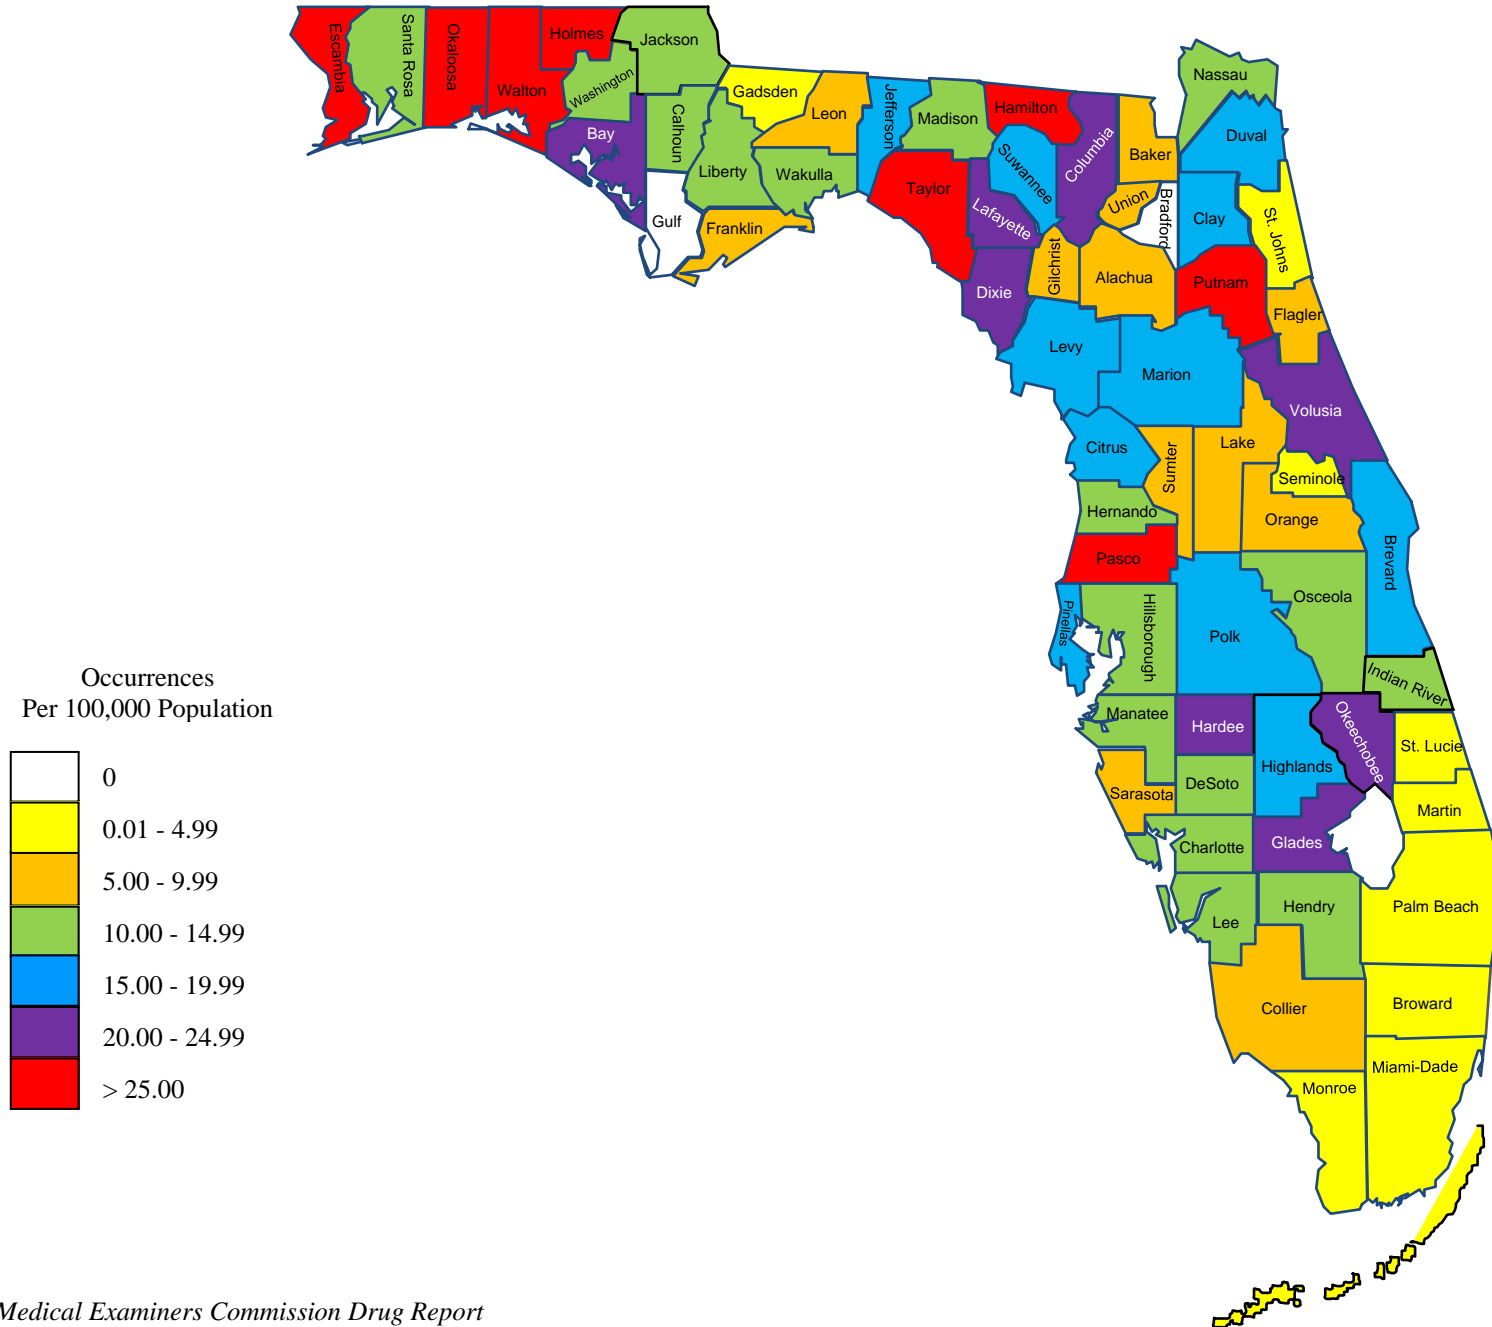 Escambia
Santa Rosa
Okaloosa
Walton
Holmes
Jackson
Washington
Bay
Calhoun
Gulf
Liberty
Gadsden
Leon
Wakulla
Franklin
Jefferson
Madison
Taylor
Hamilton
Suwannee
Lafayette
Dixie
Columbia
Baker
Union
Bradford
Gilchrist
Alachua
Nassau
Duval
Clay
St. Johns
Putnam
Flagler
Levy
Marion
Volusia
Citrus
Sumter
Lake
Seminole
Hernando
Orange
Pasco
Brevard
Pinellas
Hillsborough
Polk
Osceola
Indian River
Manatee
Hardee
Okeechobee
St. Lucie
Highlands
DeSoto
Sarasota
Martin
Charlotte
Glades
Lee
Hendry
Palm Beach
Collier
Broward
Miami-Dade
Monroe
Occurrences
Per 100,000 Population
0
0.01 - 4.99
5.00 - 9.99
10.00 - 14.99
15.00 - 19.99
20.00 - 24.99
> 25.00
Medical Examiners Commission Drug Report